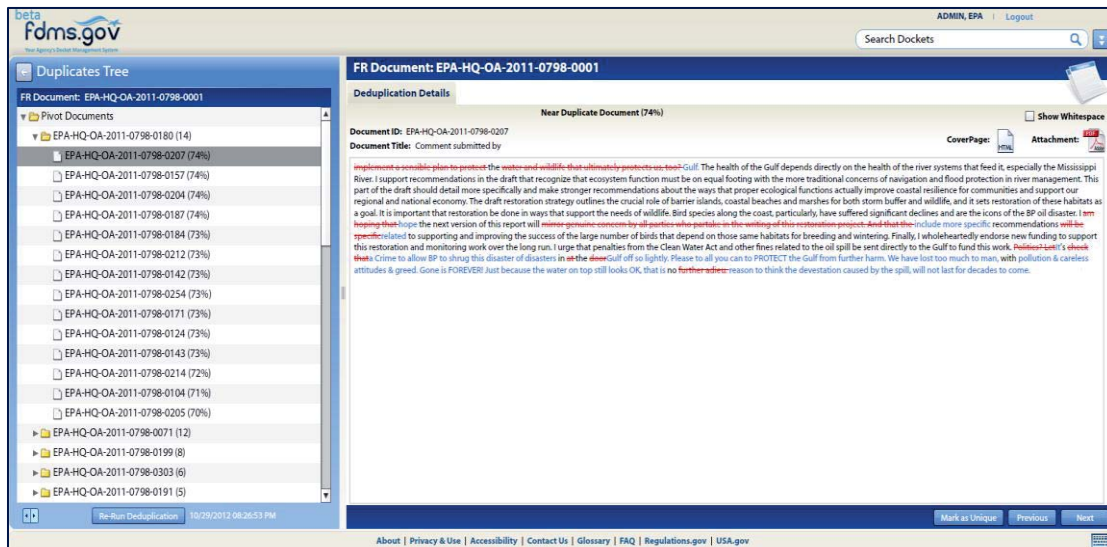 beta
ADMIN, EPA | Logout
fdms.gov
Your Agency's Docket Management System
Search Dockets
Duplicates Tree
FR Document: EPA-HQ-OA-2011-0798-0001
FR Document: EPA-HQ-OA-2011-0798-0001
Pivot Documents
EPA-HQ-OA-2011-0798-0180 (14)
EPA-HQ-OA-2011-0798-0207 (74%)
EPA-HQ-OA-2011-0798-0157 (74%)
EPA-HQ-OA-2011-0798-0204 (74%)
EPA-HQ-OA-2011-0798-0187 (74%)
EPA-HQ-OA-2011-0798-0184 (73%)
EPA-HQ-OA-2011-0798-0212 (73%)
EPA-HQ-OA-2011-0798-0142 (73%)
EPA-HQ-OA-2011-0798-0254 (73%)
EPA-HQ-OA-2011-0798-0171 (73%)
EPA-HQ-OA-2011-0798-0124 (73%)
EPA-HQ-OA-2011-0798-0143 (73%)
EPA-HQ-OA-2011-0798-0214 (72%)
EPA-HQ-OA-2011-0798-0104 (71%)
EPA-HQ-OA-2011-0798-0205 (70%)
EPA-HQ-OA-2011-0798-0071 (12)
EPA-HQ-OA-2011-0798-0199 (8)
EPA-HQ-OA-2011-0798-0303 (6)
EPA-HQ-OA-2011-0798-0191 (5)
Re-Run Deduplication 10/29/2012 08:26:53 PM
Deduplication Details
Near Duplicate Document (74%)
Show Whitespace
Document ID: EPA-HQ-OA-2011-0798-0207
Document Title: Comment submitted by
CoverPage: HTML Attachment: PDF
implement a sensible plan to protect the water and wildlife that ultimately protects us, too? Gulf. The health of the Gulf depends directly on the health of the river systems that feed it, especially the Mississippi
River. I support recommendations in the draft that recognize that ecosystem function must be on equal footing with the more traditional concerns of navigation and flood protection in river management. This
part of the draft should detail more specifically and make stronger recommendations about the ways that proper ecological functions actually improve coastal resilience for communities and support our
regional and national economy. The draft restoration strategy outlines the crucial role of barrier islands, coastal beaches and marshes for both storm buffer and wildlife, and it sets restoration of these habitats as
a goal. It is important that restoration be done in ways that support the needs of wildlife. Bird species along the coast, particularly, have suffered significant declines and are the icons of the BP oil disaster. I am
hoping that hope the next version of this report will mirror genuine concern by all parties who partake in the writing of this restoration project. And that the include more specific recommendations will be
specificrelated to supporting and improving the success of the large number of birds that depend on those same habitats for breeding and wintering. Finally, I wholeheartedly endorse new funding to support
this restoration and monitoring work over the long run. I urge that penalties from the Clean Water Act and other fines related to the oil spill be sent directly to the Gulf to fund this work. Politics? Letit's check
thata Crime to allow BP to shrug this disaster of disasters in at the doorGulf off so lightly. Please to all you can to PROTECT the Gulf from further harm. We have lost too much to man, with pollution & careless
attitudes & greed. Gone is FOREVER! Just because the water on top still looks OK, that is no further adieu. reason to think the devestation caused by the spill, will not last for decades to come.
Mark as Unique Previous Next
About | Privacy & Use | Accessibility | Contact Us | Glossary | FAQ | Regulations.gov | USA.gov